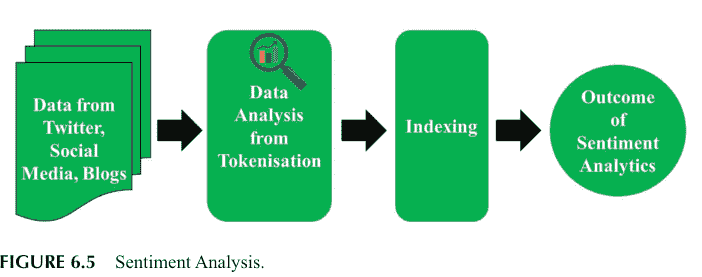 Data from
Twitter,
Social
Media, Blogs
Data
Analysis
from
Tokenisation
Indexing
Outcome
of
Sentiment
Analytics
FIGURE 6.5 Sentiment Analysis.